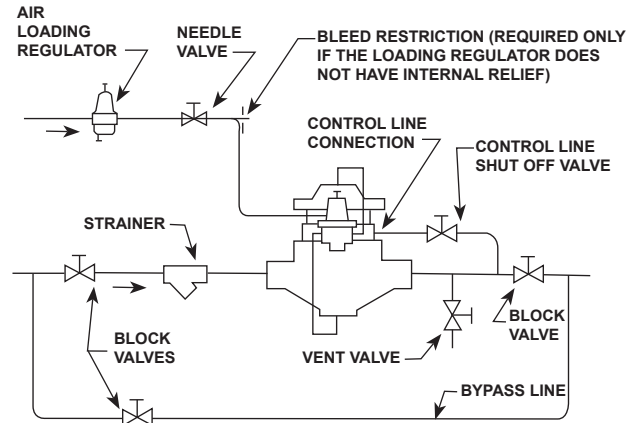 AIR
LOADING
REGULATOR
NEEDLE
VALVE
BLEED RESTRICTION (REQUIRED ONLY
IF THE LOADING REGULATOR DOES
NOT HAVE INTERNAL RELIEF)
CONTROL LINE
CONNECTION
CONTROL LINE
SHUT OFF VALVE
STRAINER
BLOCK
VALVES
VENT VALVE
BLOCK
VALVE
BYPASS LINE